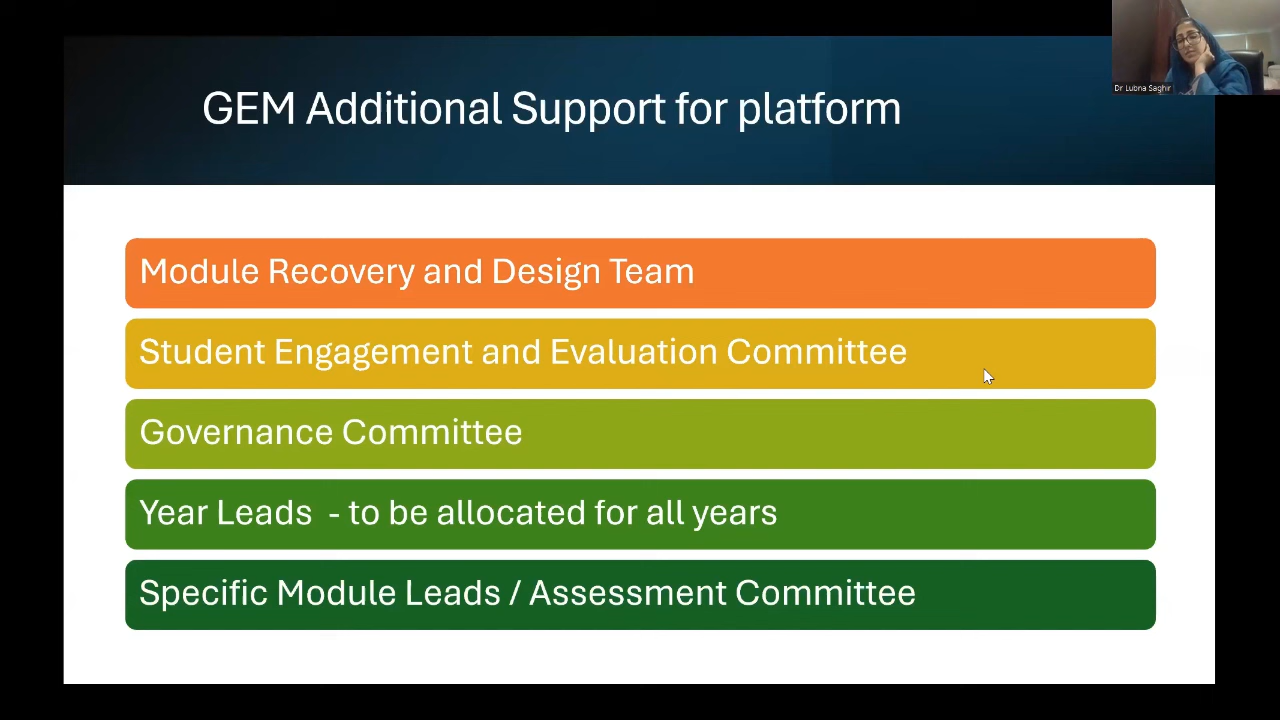 GEM Additional Support for platform
Dr Lubna Saghir
Module Recovery and Design Team
Student Engagement and Evaluation Committee
Governance Committee
Year Leads  - to be allocated for all years
Specific Module Leads / Assessment Committee